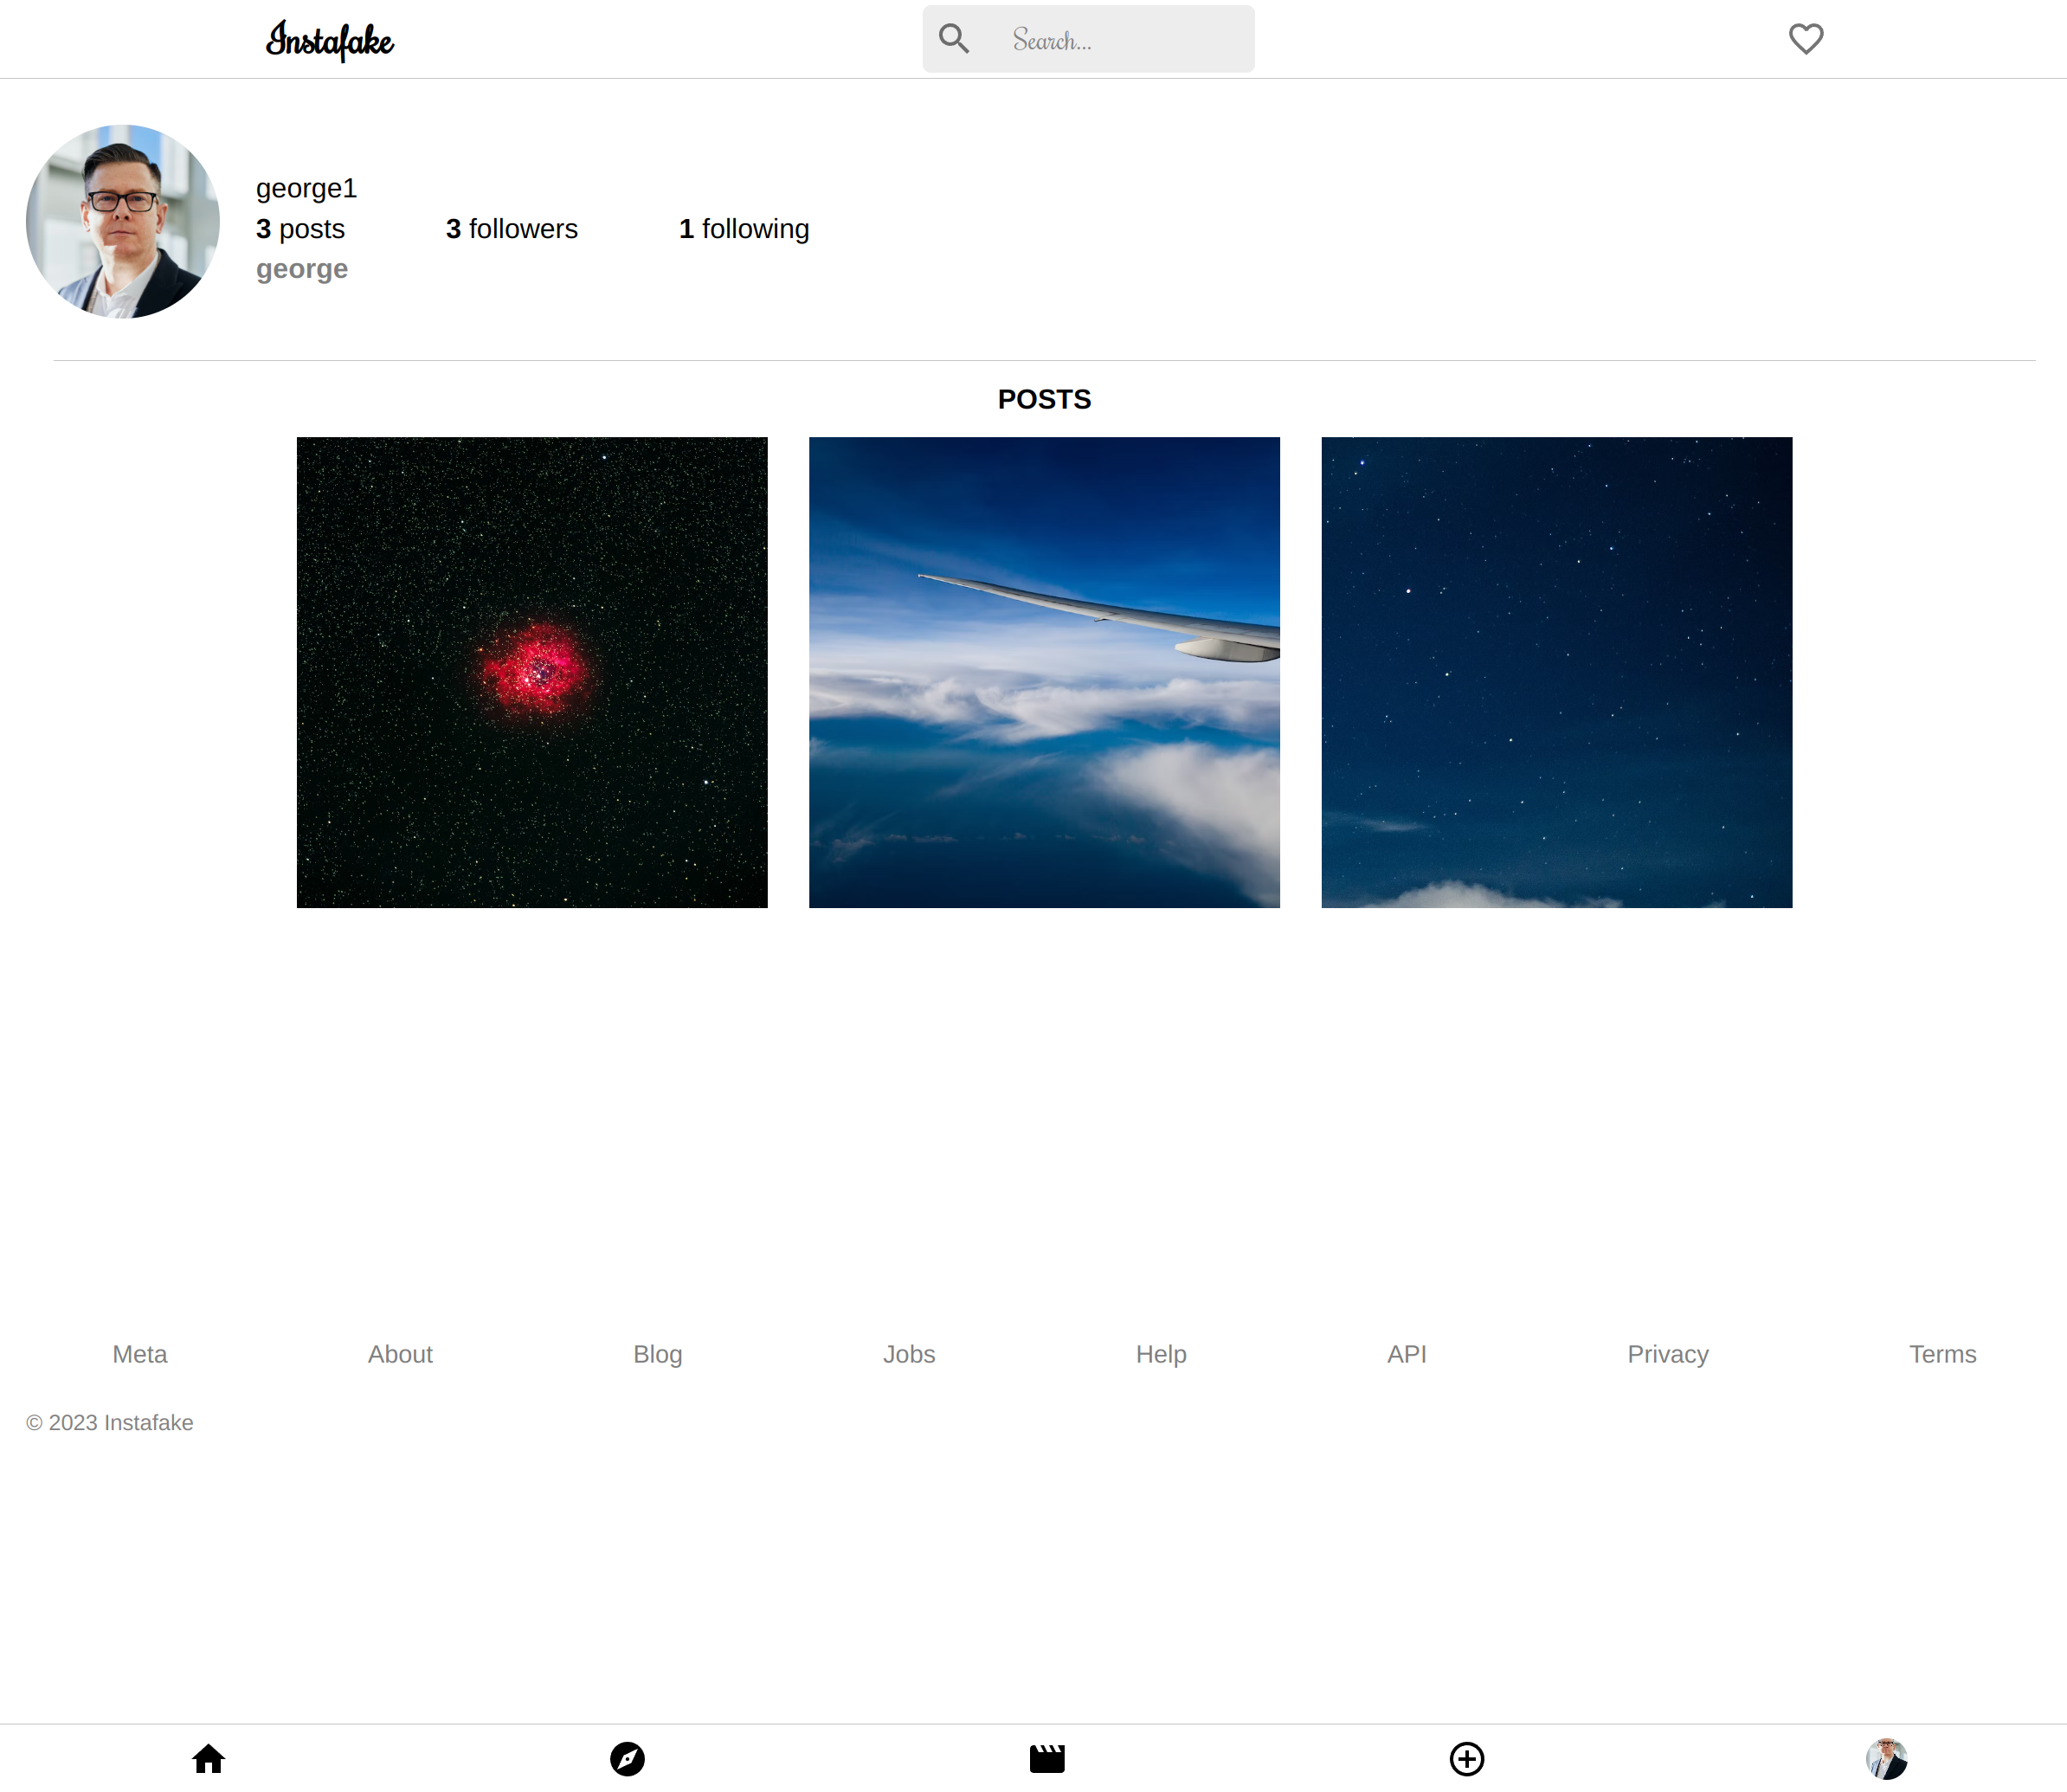 Instafake Search...
george1
3 posts 3 followers 1 following
george
POSTS
Meta About Blog Jobs Help API Privacy Terms
© 2023 Instafake